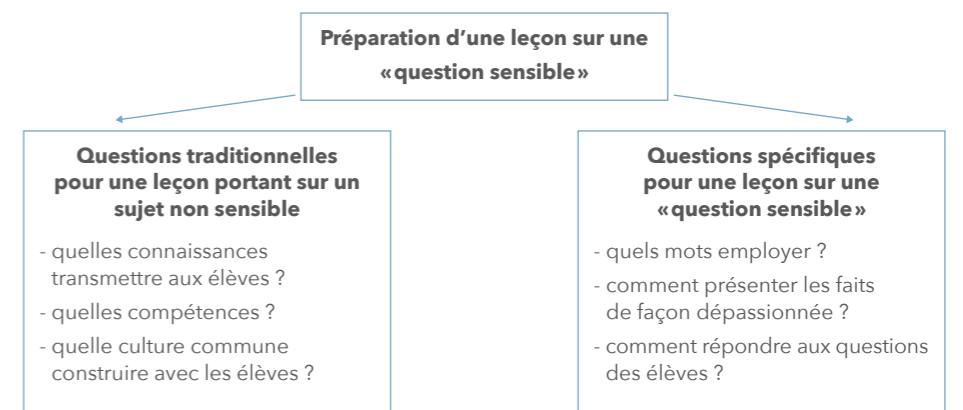 Préparation d’une leçon sur une
«question sensible»
Questions traditionnelles
pour une leçon portant sur un
sujet non sensible
- quelles connaissances
transmettre aux élèves ?
- quelles compétences ?
- quelle culture commune
construire avec les élèves ?
Questions spécifiques
pour une leçon sur une
«question sensible»
- quels mots employer ?
- comment présenter les faits
de façon dépassionnée ?
- comment répondre aux questions
des élèves ?